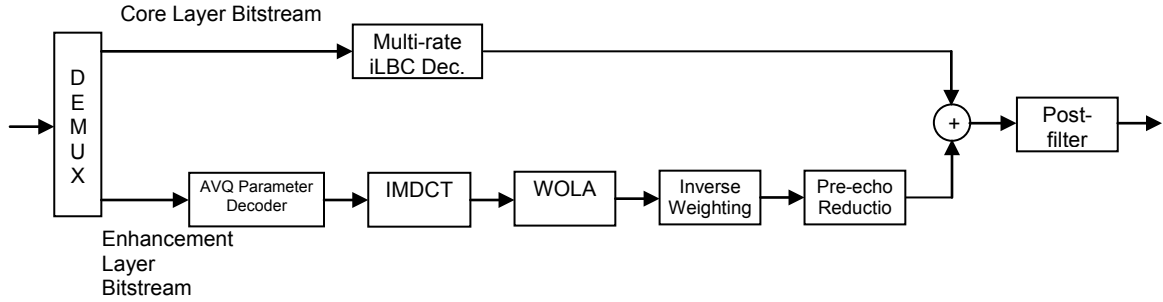 Core Layer Bitstream
DEMUX
Multi-rate
iLBC Dec.
+
Post-
filter
AVQ Parameter
Decoder
IMDCT
WOLA
Inverse
Weighting
Pre-echo
Reductio
Enhancement
Layer
Bitstream